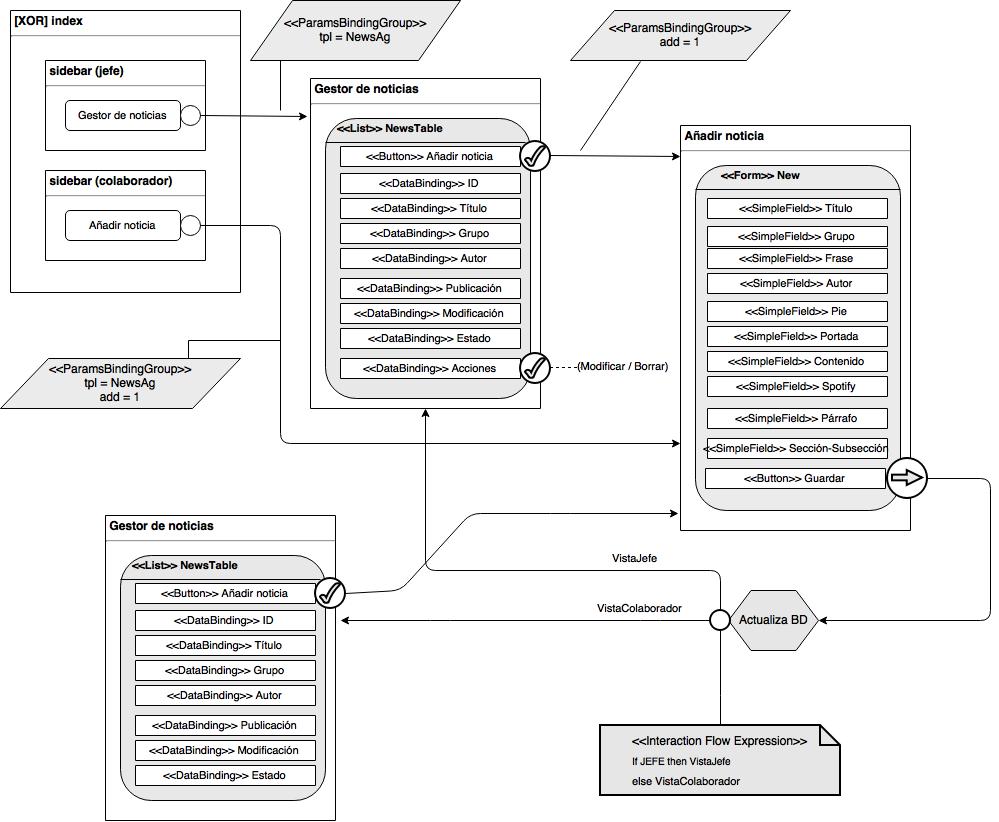 [XOR] index
sidebar (jefe)
Gestor de noticias
sidebar (colaborador)
Añadir noticia
<<ParamsBindingGroup>>
tpl = NewsAg
add = 1
<<ParamsBindingGroup>>
tpl = NewsAg
Gestor de noticias
<<List>> NewsTable
<<Button>> Añadir noticia
<<DataBinding>> ID
<<DataBinding>> Título
<<DataBinding>> Grupo
<<DataBinding>> Autor
<<DataBinding>> Publicación
<<DataBinding>> Modificación
<<DataBinding>> Estado
<<DataBinding>> Acciones
(Modificar / Borrar)
<<ParamsBindingGroup>>
add = 1
Añadir noticia
<<Form>> New
<<SimpleField>> Título
<<SimpleField>> Grupo
<<SimpleField>> Frase
<<SimpleField>> Autor
<<SimpleField>> Pie
<<SimpleField>> Portada
<<SimpleField>> Contenido
<<SimpleField>> Spotify
<<SimpleField>> Párrafo
<<SimpleField>> Sección-Subsección
<<Button>> Guardar
Gestor de noticias
<<List>> NewsTable
<<Button>> Añadir noticia
<<DataBinding>> ID
<<DataBinding>> Título
<<DataBinding>> Grupo
<<DataBinding>> Autor
<<DataBinding>> Publicación
<<DataBinding>> Modificación
<<DataBinding>> Estado
VistaJefe
VistaColaborador
Actualiza BD
<<Interaction Flow Expression>>
If JEFE then VistaJefe
else VistaColaborador